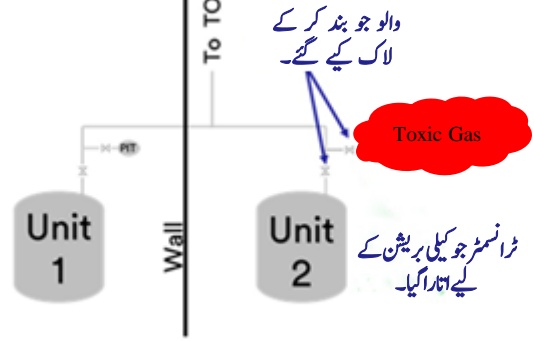 والو جو بند کر کے
لاک کیے گئے۔
To TO
Toxic Gas
PIT
Unit
1
Wall
Unit
2
ٹرانسمٹر جو کیلی بریشن کے
لیے اتارا گیا۔